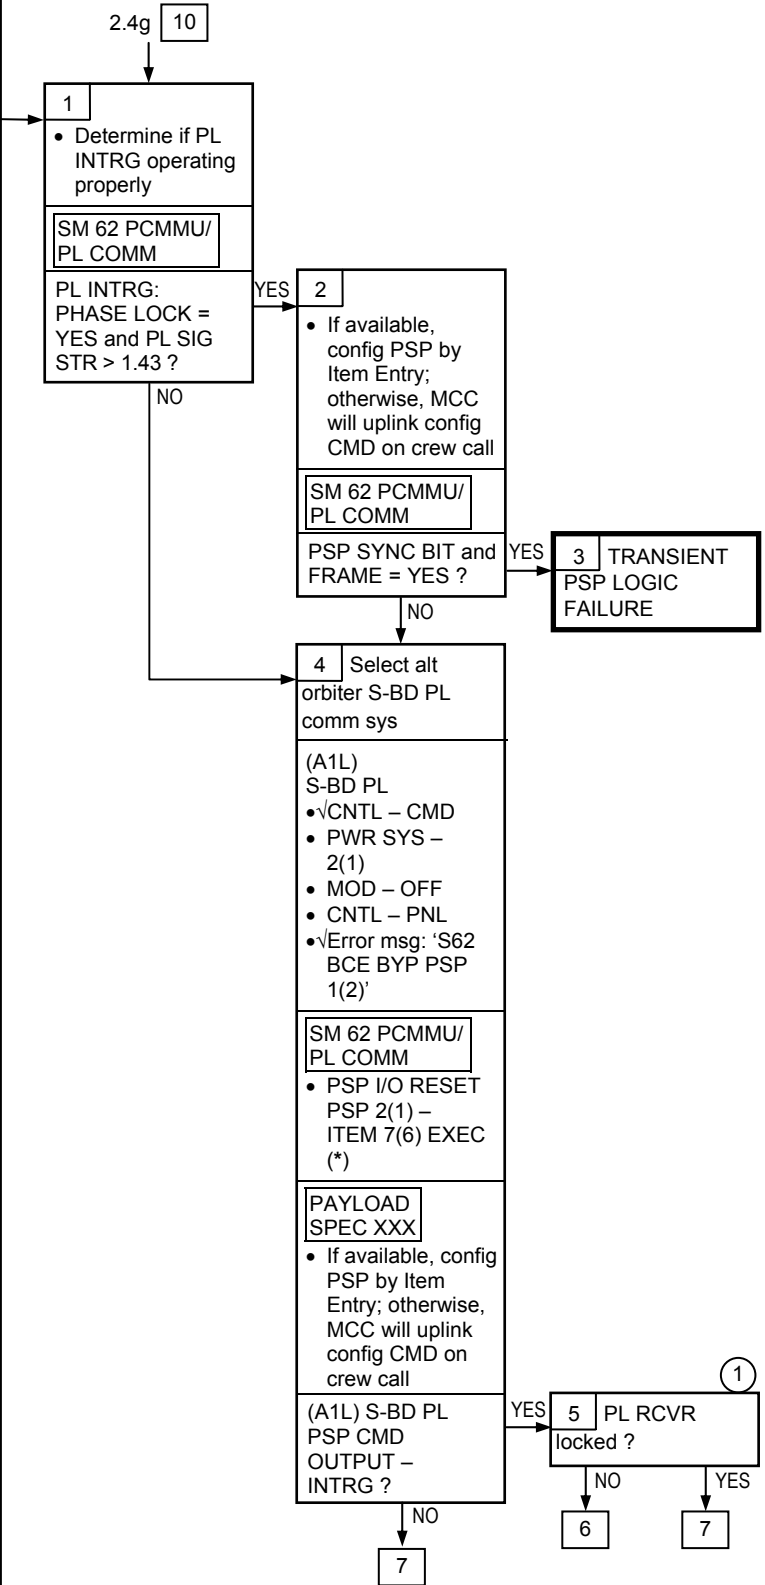 2.4g 10
1
• Determine if PL
INTRG operating
properly
SM 62 PCMMU/
PL COMM
PL INTRG:
PHASE LOCK =
YES and PL SIG
STR > 1.43 ?
YES
NO
2
• If available,
config PSP by
Item Entry;
otherwise, MCC
will uplink config
CMD on crew call
SM 62 PCMMU/
PL COMM
PSP SYNC BIT and
FRAME = YES ?
YES
NO
3 TRANSIENT
PSP LOGIC
FAILURE
4 Select alt
orbiter S-BD PL
comm sys
(A1L)
S-BD PL
•√CNTL – CMD
• PWR SYS –
2(1)
• MOD – OFF
• CNTL – PNL
•√Error msg: ‘S62
BCE BYP PSP
1(2)’
SM 62 PCMMU/
PL COMM
• PSP I/O RESET
PSP 2(1) –
ITEM 7(6) EXEC
(*)
PAYLOAD
SPEC XXX
• If available, config
PSP by Item
Entry; otherwise,
MCC will uplink
config CMD on
crew call
(A1L) S-BD PL
PSP CMD
OUTPUT –
INTRG ?
YES
NO
7
1
5 PL RCVR
locked ?
NO
YES
6
7